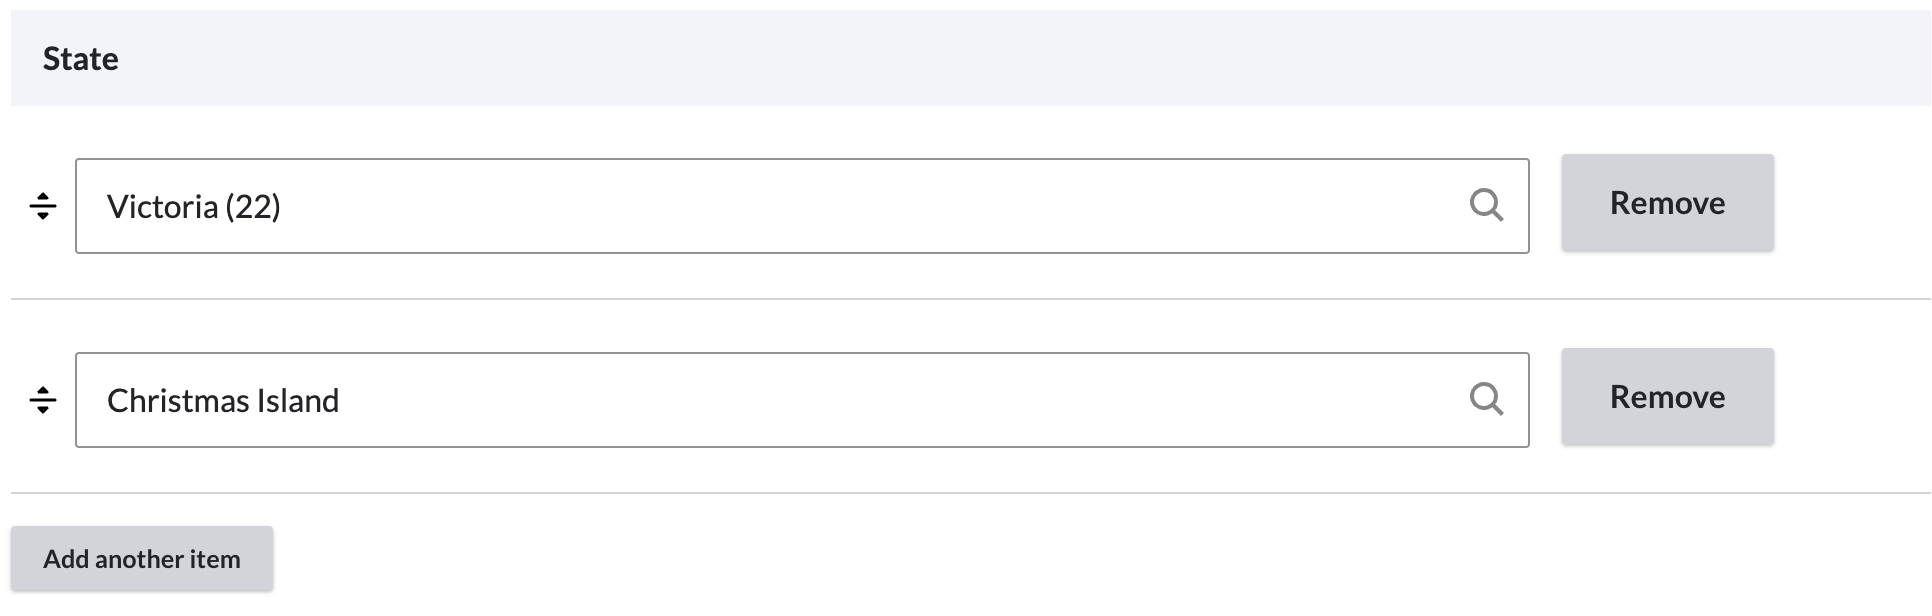 State
Victoria (22)
Remove
Christmas Island
Remove
Add another item